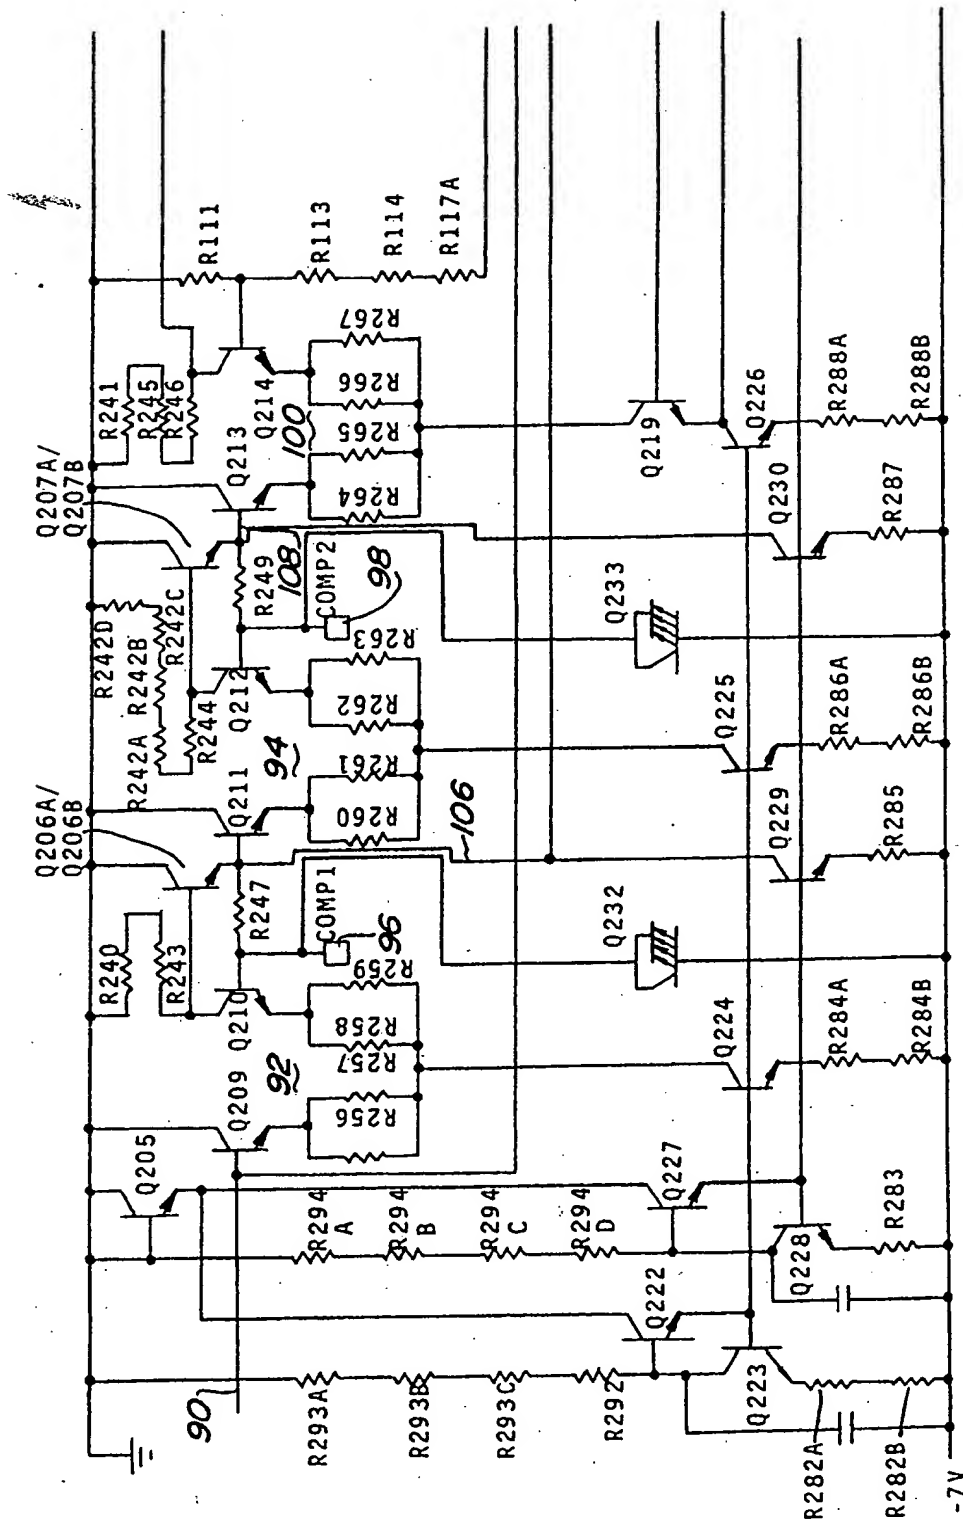 Q207A/
Q207B
Q206A/
Q206B
R241
R245
R246
R111
R113
R114
R117A
Q205
R240
R243
R242D
R242B
R242C
R242A
R244
Q209
Q210
Q211
Q212
Q213
Q214
R247
R249
90
92
94
96
98
100
106
108
COMP1
COMP2
R256
R257
R258
R259
R260
R261
R262
R263
R264
R265
R266
R267
R293A
R293B
R293C
R292
R294
A
R294
B
R294
C
R294
D
Q222
Q227
Q223
Q228
Q224
Q232
Q229
Q225
Q233
Q219
Q230
Q226
R282A
R282B
R283
R284A
R284B
R285
R286A
R286B
R287
R288A
R288B
-7V